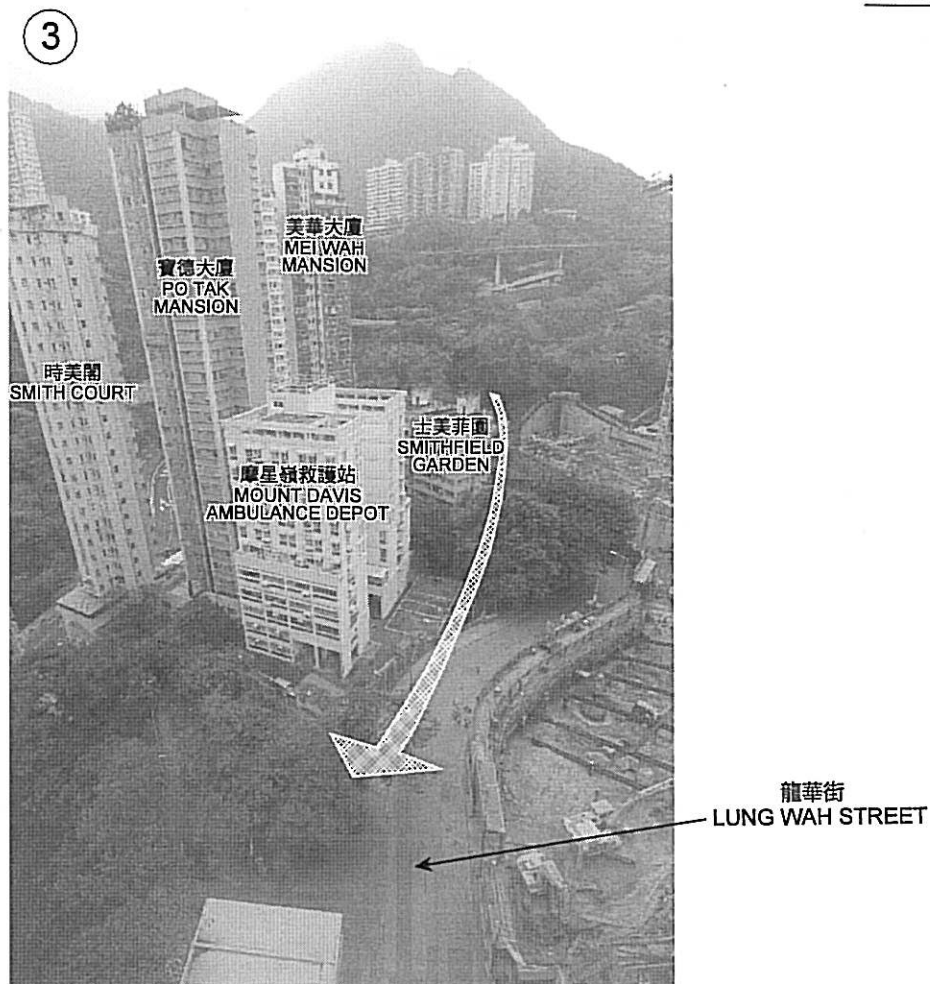 3
美華大廈
MEI WAH
MANSION
寶德大廈
PO TAK
MANSION
時美閣
SMITH COURT
士美菲園
SMITHFIELD
GARDEN
摩星嶺救護站
MOUNT DAVIS
AMBULANCE DEPOT
龍華街
LUNG WAH STREET